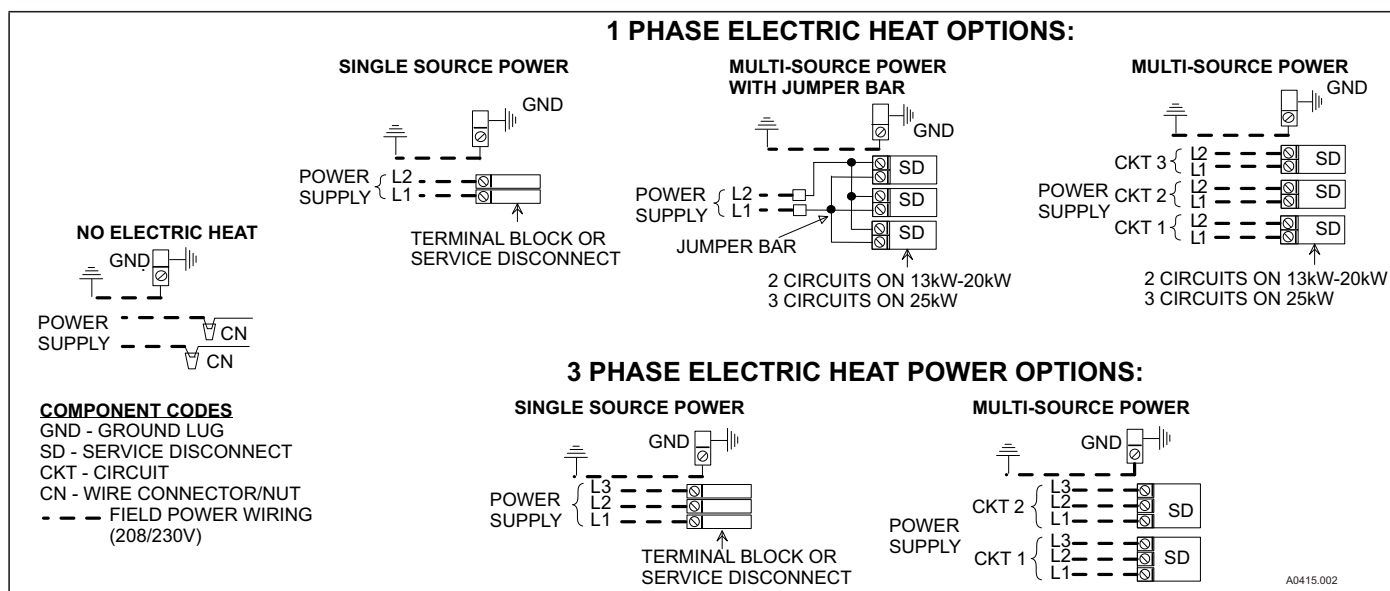 1 PHASE ELECTRIC HEAT OPTIONS:
NO ELECTRIC HEAT
GND
POWER
SUPPLY
CN
CN
SINGLE SOURCE POWER
GND
POWER
SUPPLY
L2
L1
TERMINAL BLOCK OR
SERVICE DISCONNECT
MULTI-SOURCE POWER
WITH JUMPER BAR
GND
SD
POWER
SUPPLY
L2
L1
SD
SD
JUMPER BAR
2 CIRCUITS ON 13kW-20kW
3 CIRCUITS ON 25kW
MULTI-SOURCE POWER
GND
CKT 3 L2 SD
L1
POWER
SUPPLY
CKT 2 L2 SD
L1
CKT 1 L2 SD
L1
2 CIRCUITS ON 13kW-20kW
3 CIRCUITS ON 25kW
COMPONENT CODES
GND - GROUND LUG
SD - SERVICE DISCONNECT
CKT - CIRCUIT
CN - WIRE CONNECTOR/NUT
FIELD POWER WIRING
(208/230V)
3 PHASE ELECTRIC HEAT POWER OPTIONS:
SINGLE SOURCE POWER
GND
POWER
SUPPLY
L3
L2
L1
TERMINAL BLOCK OR
SERVICE DISCONNECT
MULTI-SOURCE POWER
GND
POWER
SUPPLY
CKT 2
L3
L2
L1
SD
CKT 1
L3
L2
L1
SD
A0415.002